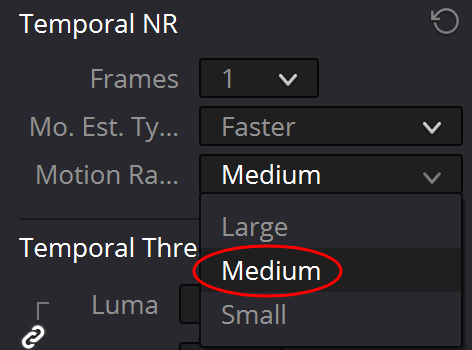 Temporal NR
Frames 1
Mo. Est. Ty... Faster
Motion Ra... Medium
Large
Temporal Thre
Medium
Luma
Small